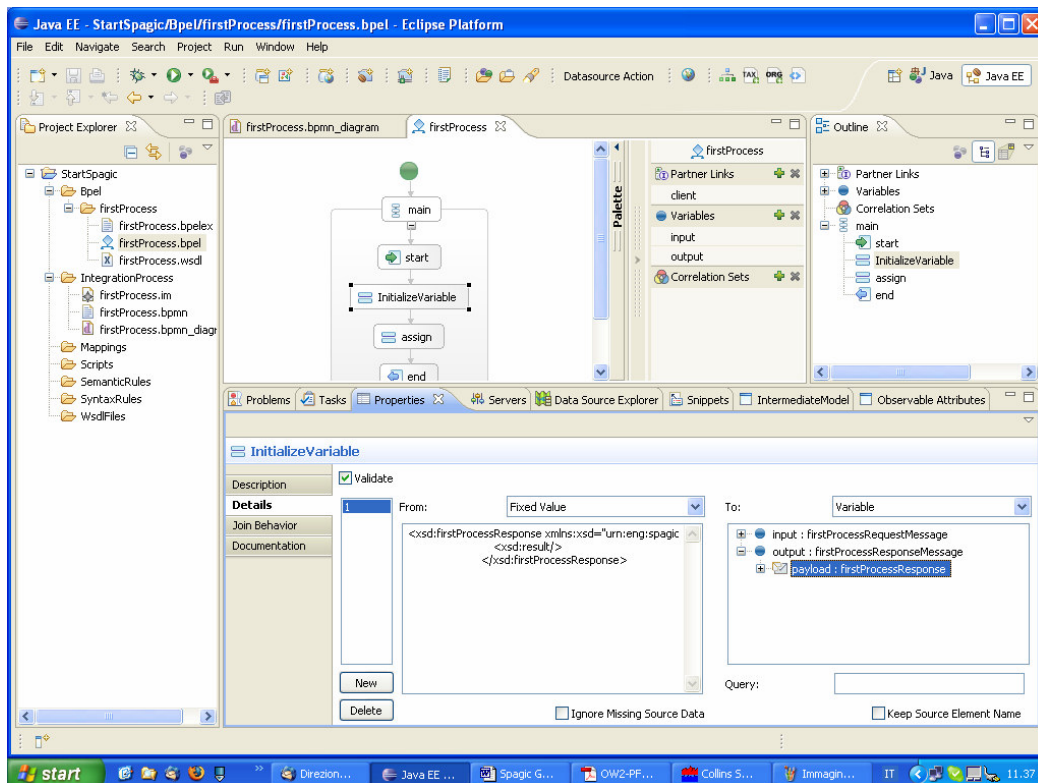 Java EE - StartSpagic/Bpel/firstProcess/firstProcess.bpel - Eclipse Platform
File Edit Navigate Search Project Run Window Help
Datasource Action
TAX ORG
Java
Java EE
Project Explorer
StartSpagic
Bpel
firstProcess
firstProcess.bpelex
firstProcess.bpel
firstProcess.wsdl
IntegrationProcess
firstProcess.im
firstProcess.bpmn
firstProcess.bpmn_diagr
Mappings
Scripts
SemanticRules
SyntaxRules
WsdlFiles
firstProcess.bpmn_diagram
firstProcess
main
start
InitializeVariable
assign
end
Palette
firstProcess
Partner Links
client
Variables
input
output
Correlation Sets
Outline
Partner Links
Variables
Correlation Sets
main
start
InitializeVariable
assign
end
Problems Tasks Properties Servers Data Source Explorer Snippets IntermediateModel Observable Attributes
InitializeVariable
Description
Details
Join Behavior
Documentation
Validate
1
New
Delete
From: Fixed Value
<xsd:firstProcessResponse xmlns:xsd="urn:eng:spagic
<xsd:result/>
</xsd:firstProcessResponse>
Ignore Missing Source Data
To: Variable
input : firstProcessRequestMessage
output : firstProcessResponseMessage
payload : firstProcessResponse
Query:
Keep Source Element Name
start
»
Direzion...
Java EE ...
Spagic G...
OW2-PF...
Collins S...
Immagin...
IT
11.37